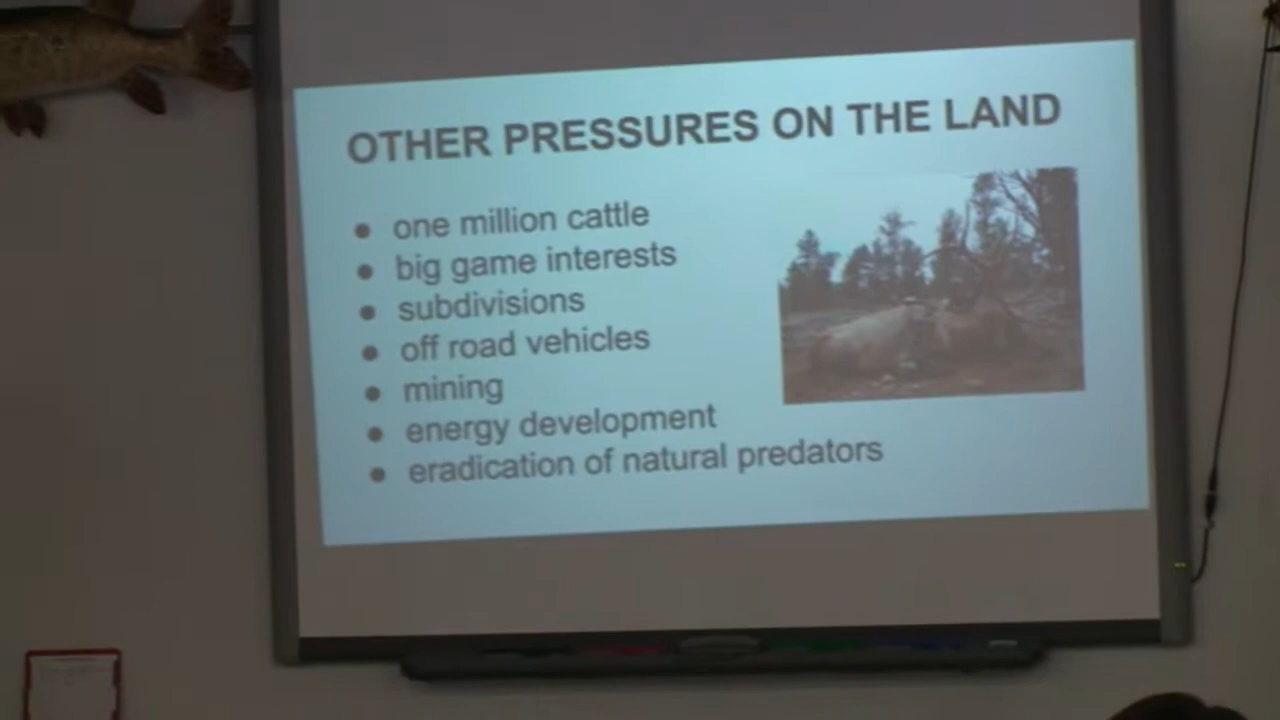 OTHER PRESSURES ON THE LAND
● one million cattle
● big game interests
● subdivisions
● off road vehicles
● mining
● energy development
● eradication of natural predators